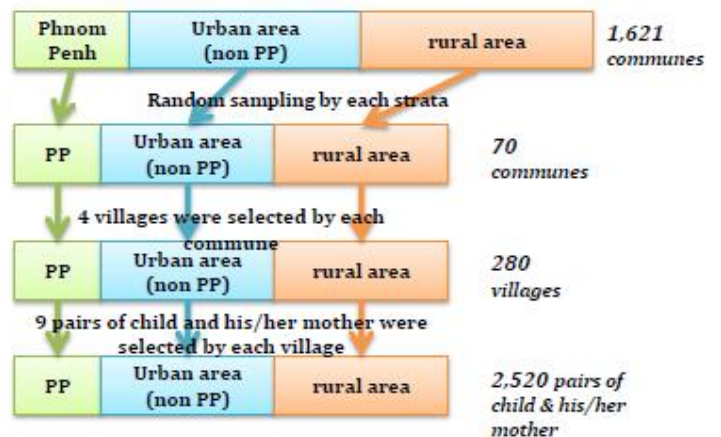 Phnom
Penh
Urban area
(non PP)
rural area
1,621
communes
Random sampling by each strata
PP
Urban area
(non PP)
rural area
70
communes
4 villages were selected by each
commune
PP
Urban area
(non PP)
rural area
280
villages
9 pairs of child and his/her mother were
selected by each village
PP
Urban area
(non PP)
rural area
2,520 pairs of
child & his/her
mother